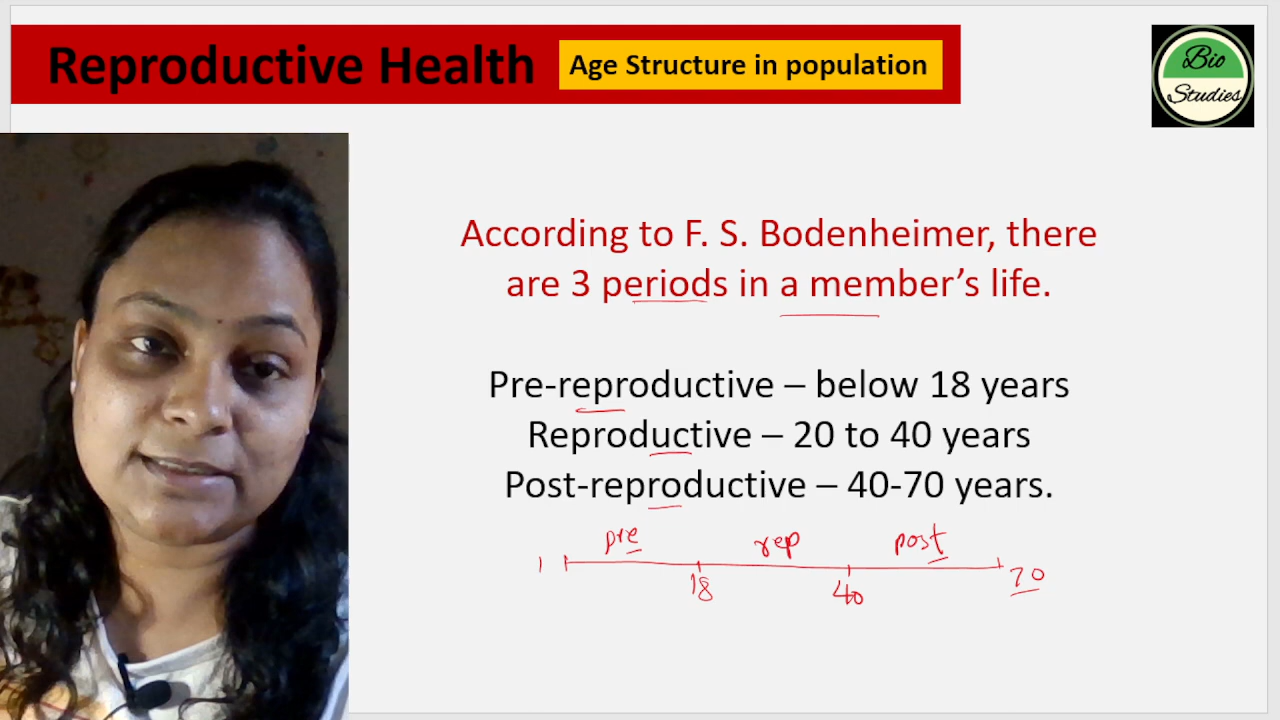 Reproductive Health
Age Structure in population
Bio
Studies
According to F. S. Bodenheimer, there
are 3 periods in a member’s life.
Pre-reproductive – below 18 years
Reproductive – 20 to 40 years
Post-reproductive – 40-70 years.
pre rep post
1 18 40 70